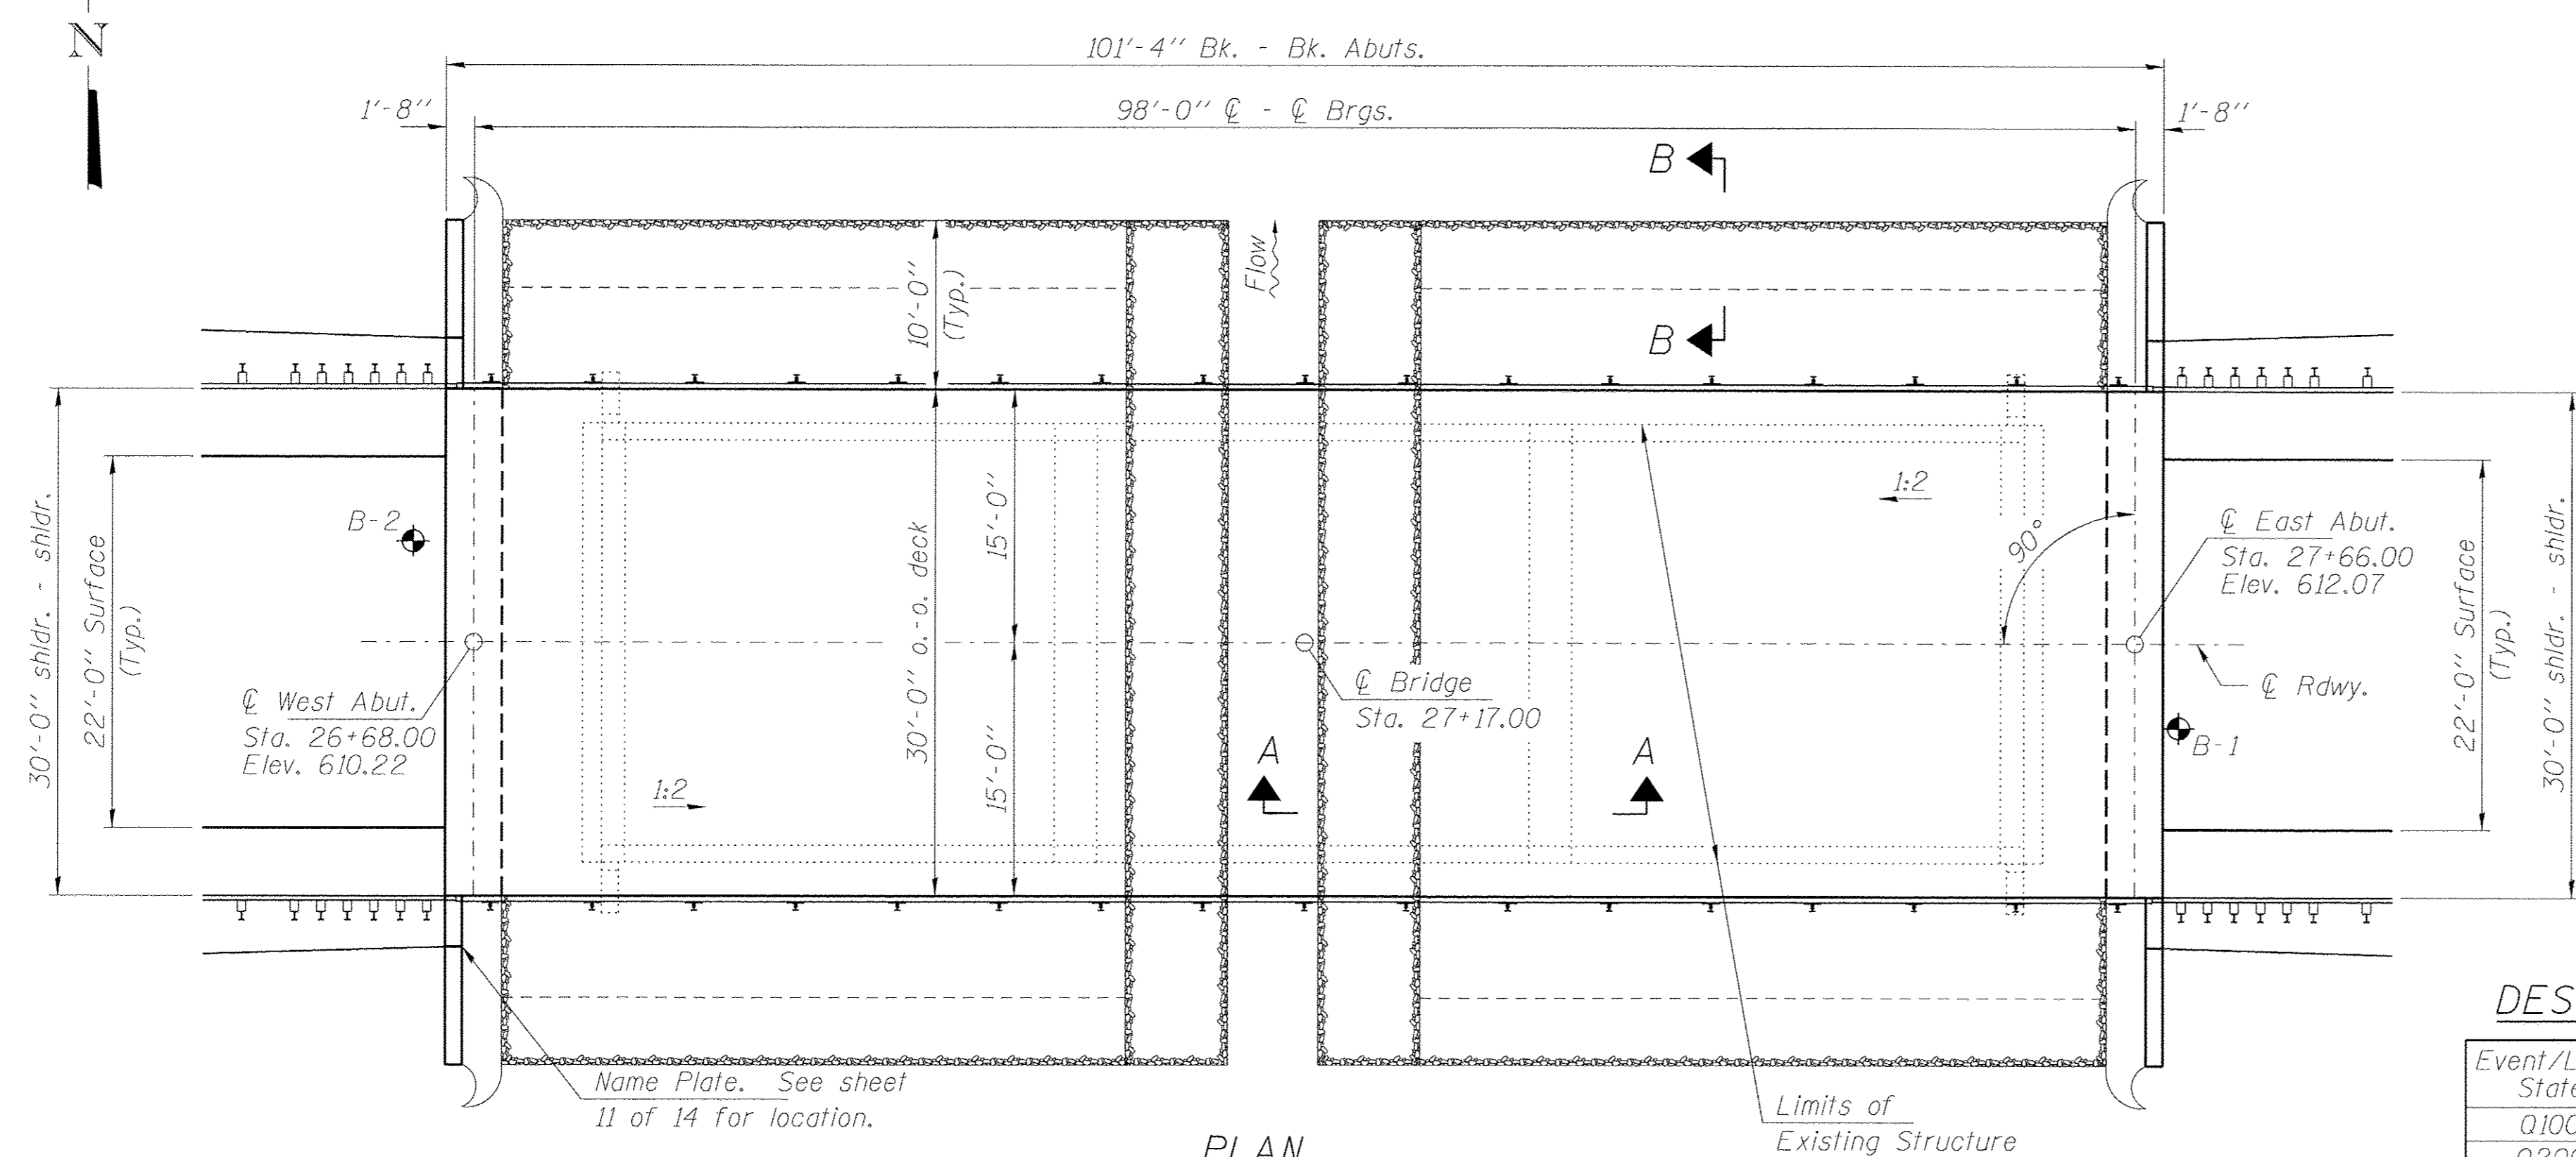 N
101'-4" Bk. - Bk. Abuts.
1'-8"
98'-0" ℄ - ℄ Brgs.
1'-8"
B
Flow
10'-0"
(Typ.)
B
30'-0" shldr. - shldr.
22'-0" Surface
(Typ.)
B-2
30'-0" o.-o. deck
15'-0"
1:2
90°
℄ East Abut.
Sta. 27+66.00
Elev. 612.07
22'-0" Surface
(Typ.)
30'-0" shldr. - shldr.
℄ West Abut.
Sta. 26+68.00
Elev. 610.22
℄ Bridge
Sta. 27+17.00
℄ Rdwy.
1:2
15'-0"
A
A
B-1
Name Plate. See sheet
11 of 14 for location.
Limits of
Existing Structure
PLAN
DES
Event/L
State
Q100